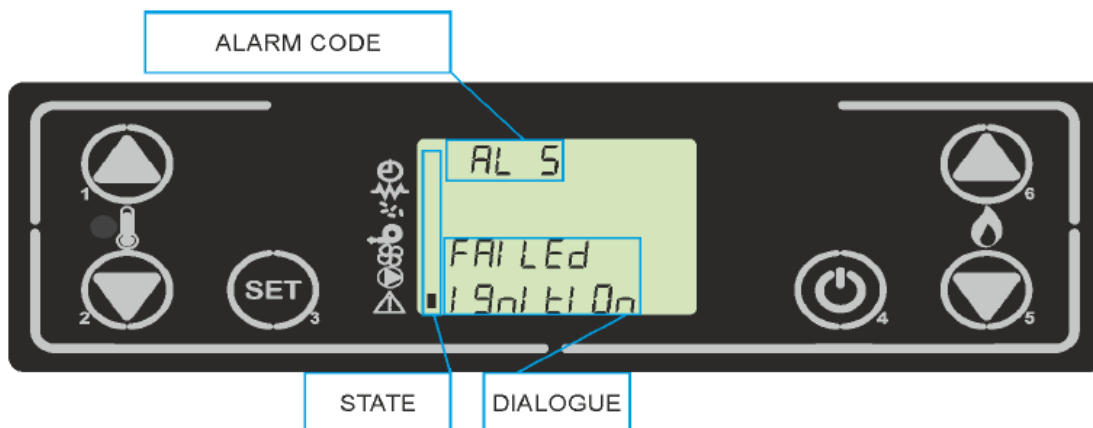 ALARM CODE
AL 5
FAILEd
IgnItIOn
1
2
SET
3
4
5
6
STATE
DIALOGUE